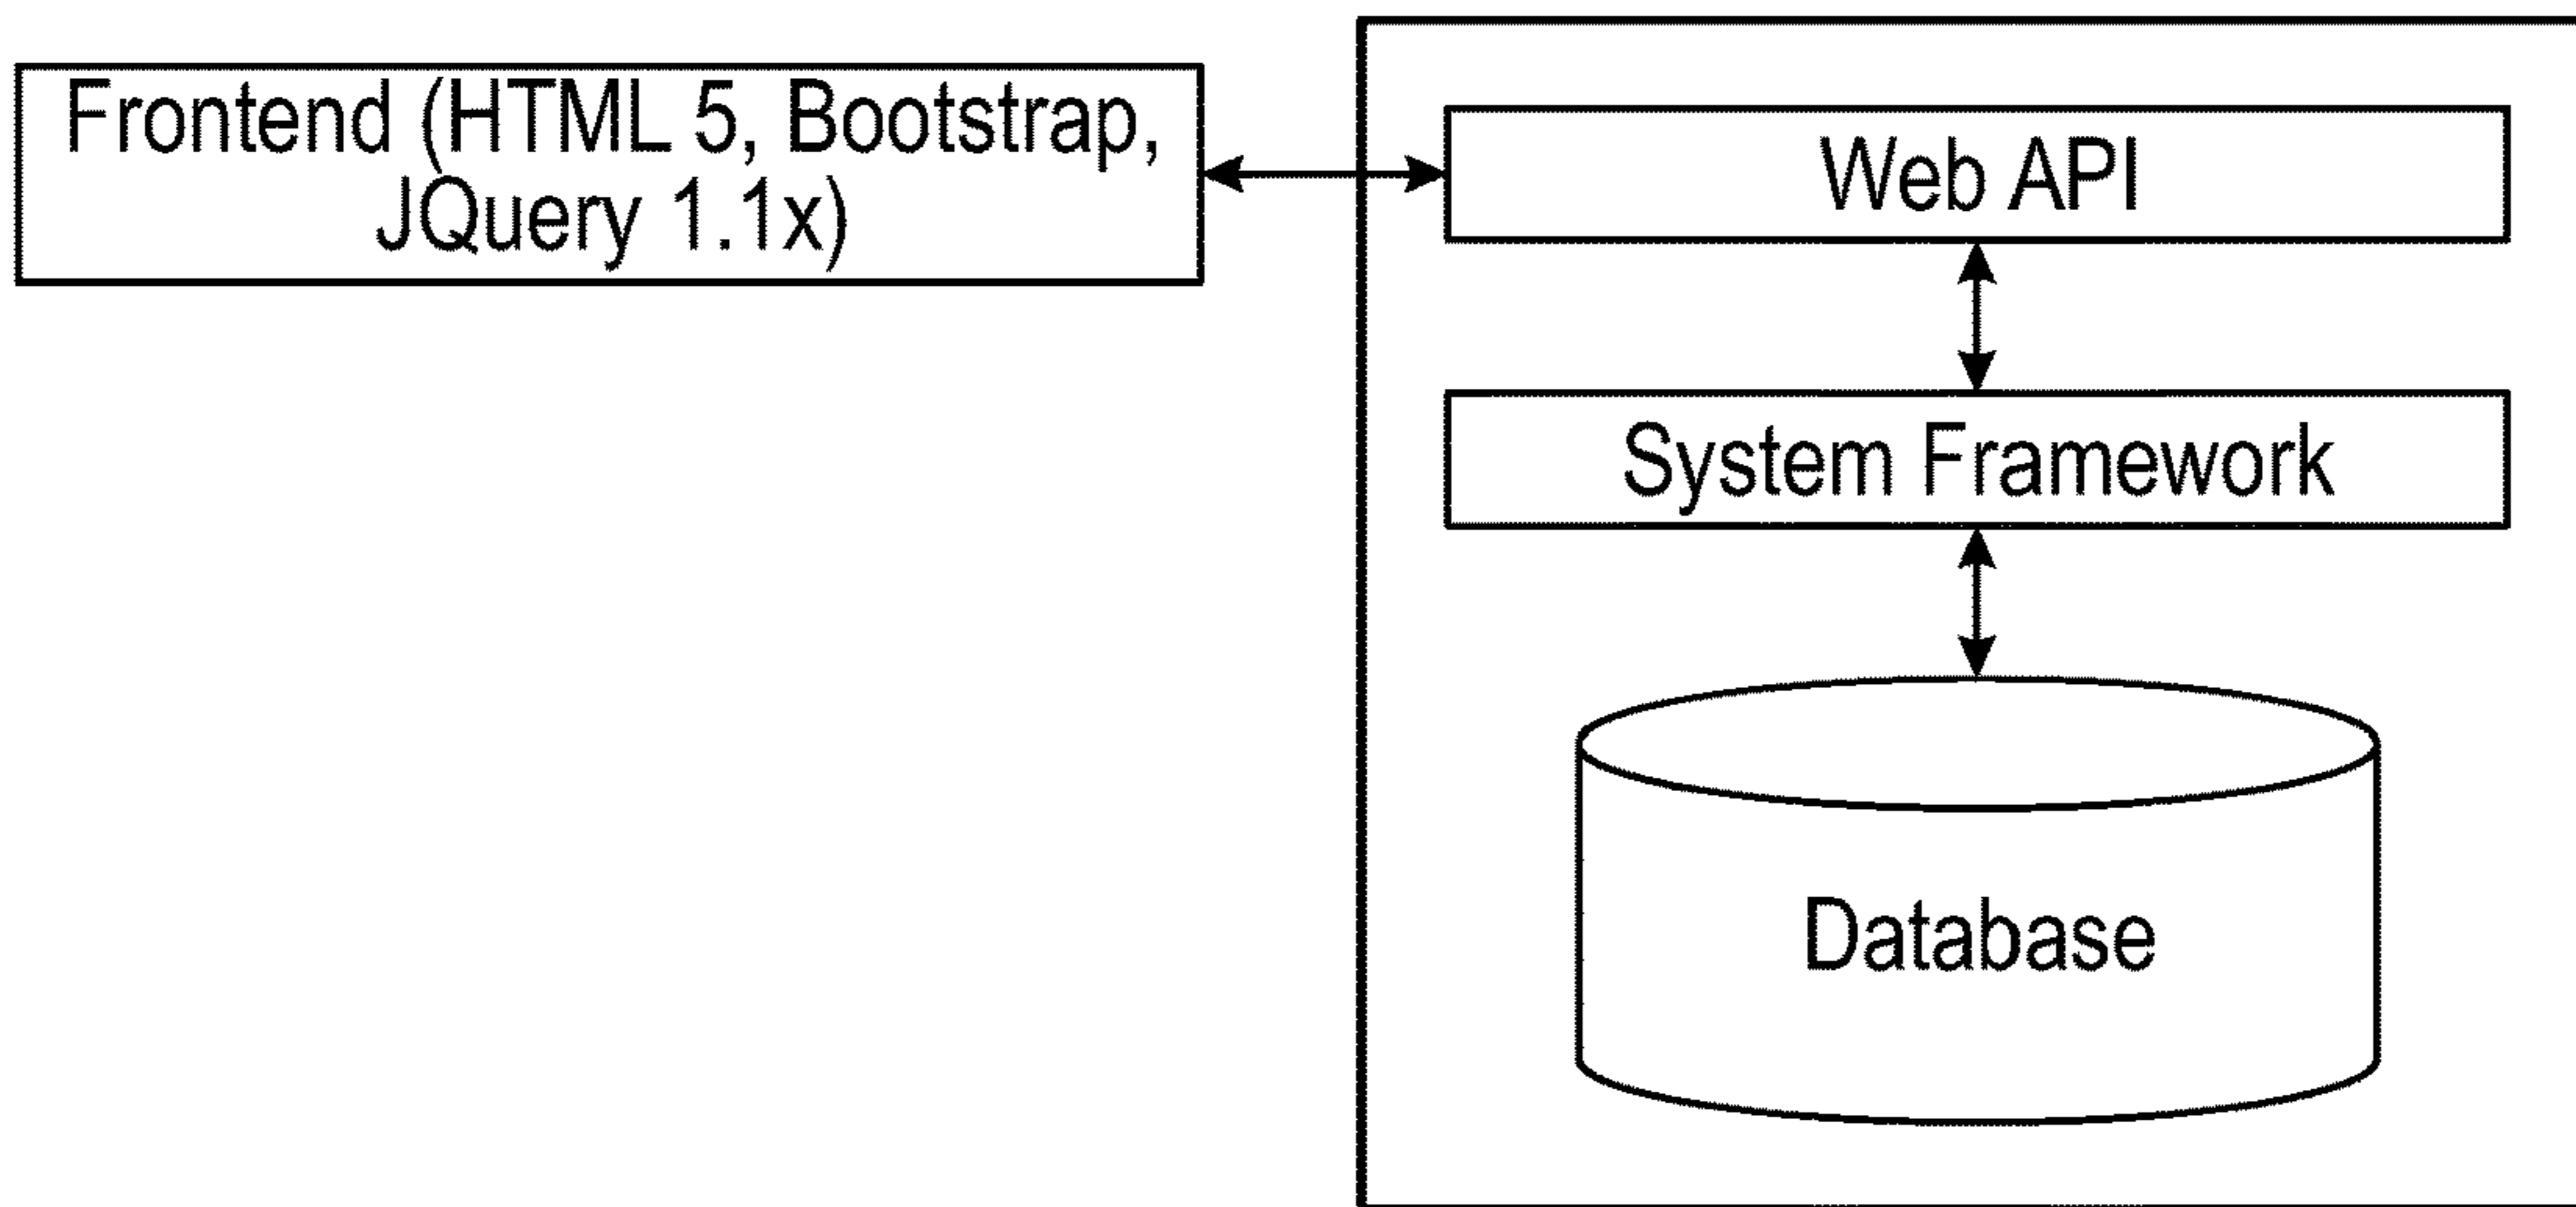 Frontend (HTML 5, Bootstrap,
JQuery 1.1x)
Web API
System Framework
Database